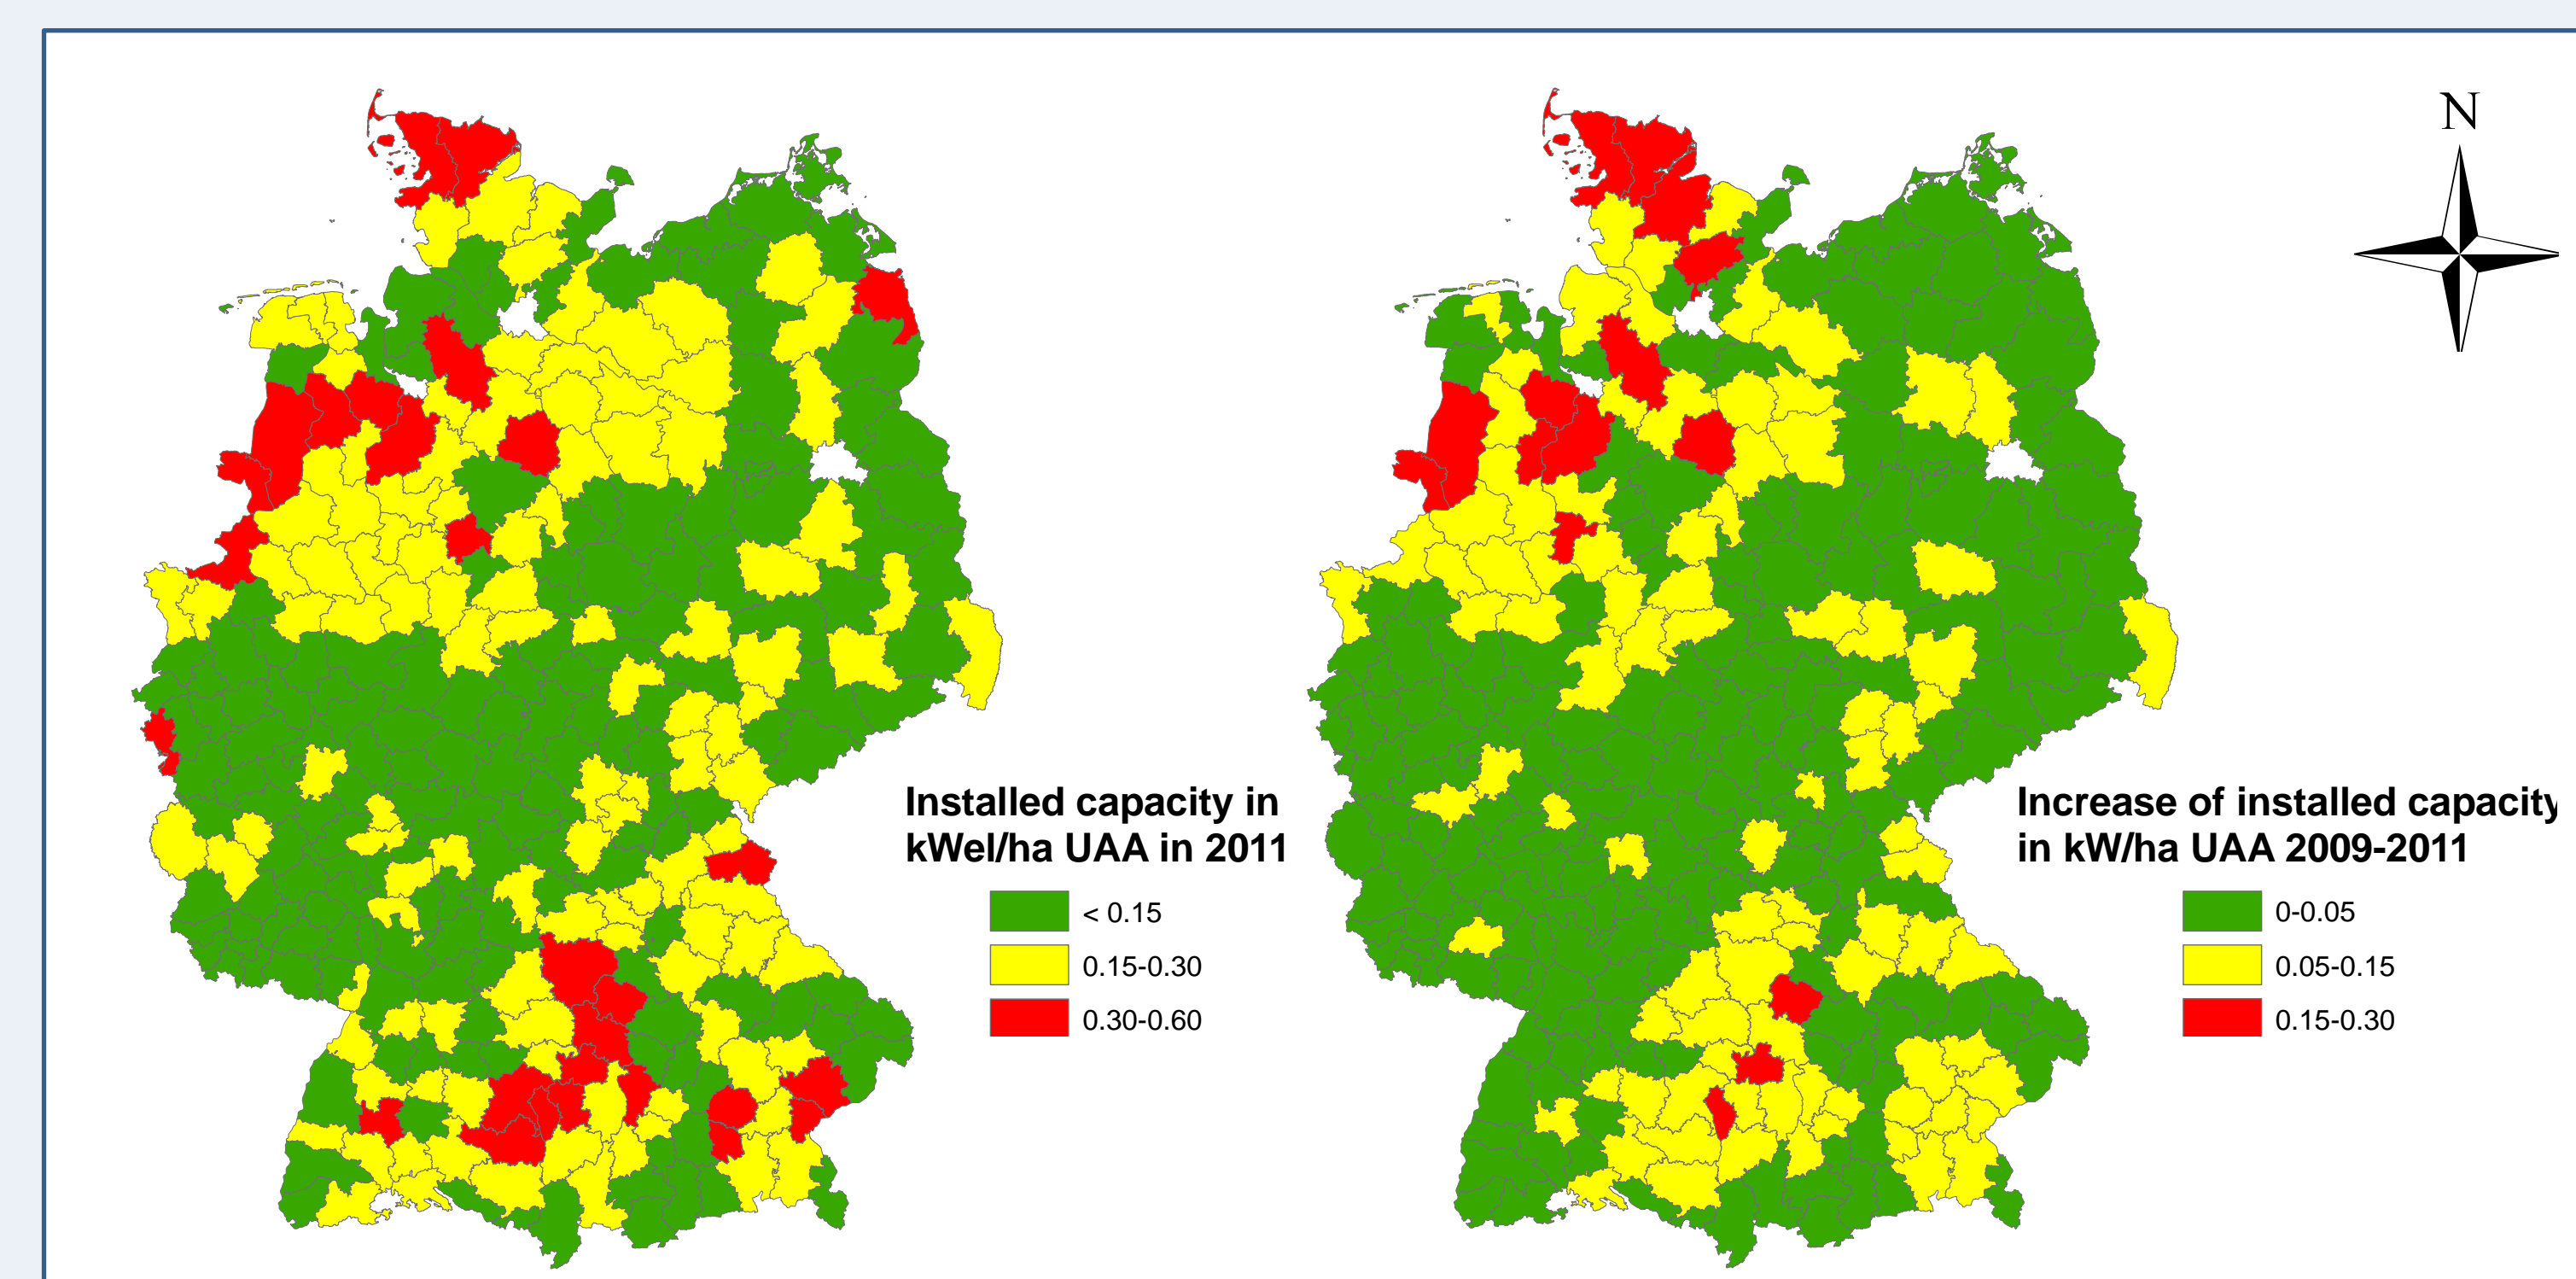 N
Installed capacity in
kWel/ha UAA in 2011
< 0.15
0.15-0.30
0.30-0.60
Increase of installed capacity
in kW/ha UAA 2009-2011
0-0.05
0.05-0.15
0.15-0.30